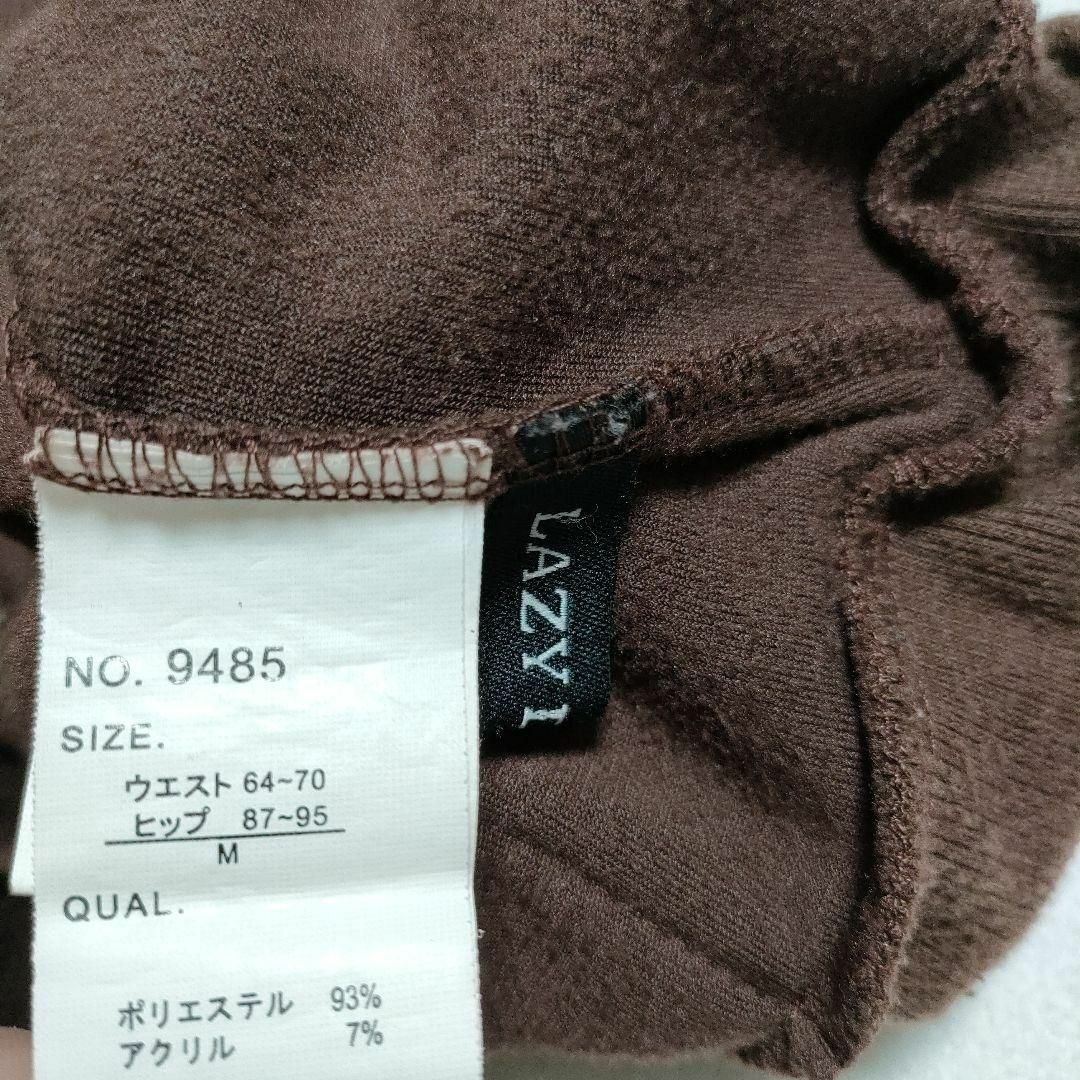 LAZY
NO. 9485
SIZE.
ウエスト 64~70
ヒップ 87~95
M
QUAL.
ポリエステル 93%
アクリル 7%